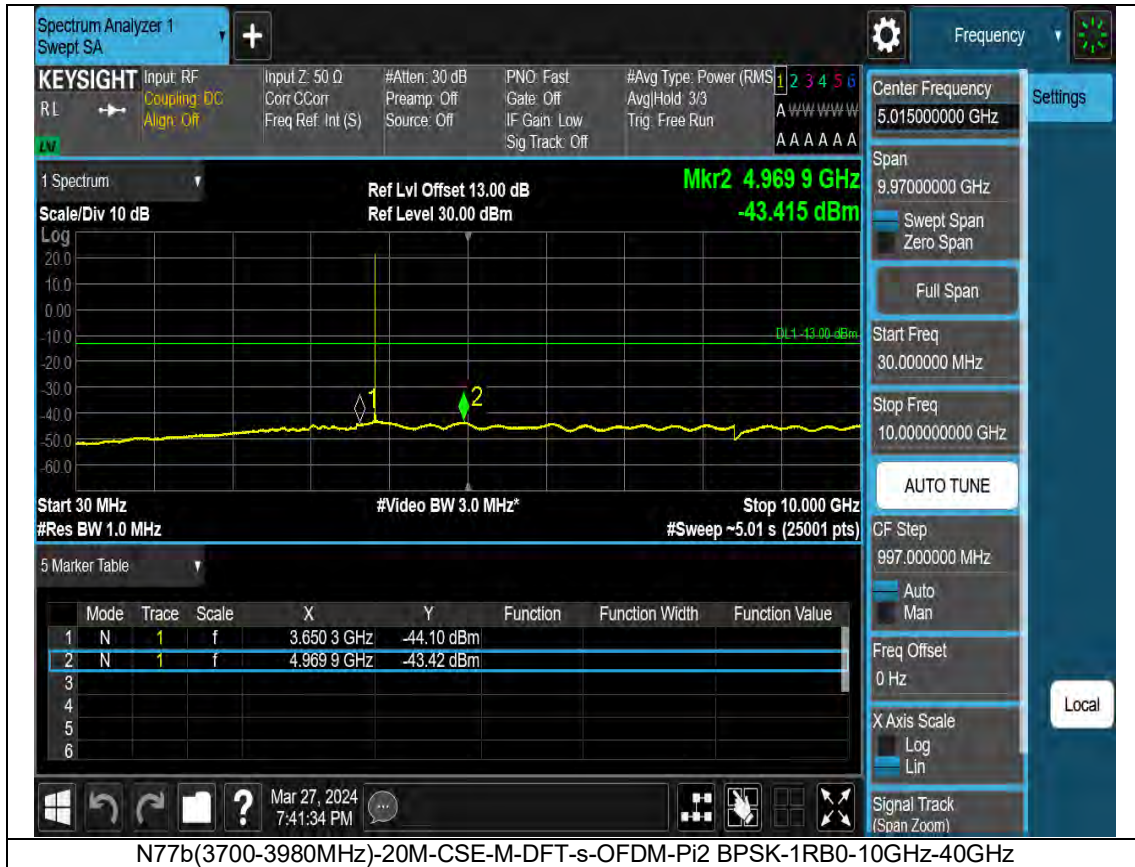 Spectrum Analyzer 1
Swept SA
Frequency
KEYSIGHT
RL
Input: RF
Coupling: DC
Align: Off
Input Z: 50 Ω
Corr CCorr
Freq Ref: Int (S)
#Atten: 30 dB
Preamp: Off
Source: Off
PNO: Fast
Gate: Off
IF Gain: Low
Sig Track: Off
#Avg Type: Power (RMS
Avg|Hold: 3/3
Trig: Free Run
1 2 3 4 5 6
A W W W W W
A A A A A A
Center Frequency
5.015000000 GHz
Settings
1 Spectrum
Scale/Div 10 dB
Ref Lvl Offset 13.00 dB
Ref Level 30.00 dBm
Mkr2 4.969 9 GHz
-43.415 dBm
Span
9.97000000 GHz
Swept Span
Zero Span
Full Span
Start Freq
30.000000 MHz
Stop Freq
10.000000000 GHz
AUTO TUNE
CF Step
997.000000 MHz
Auto
Man
Freq Offset
0 Hz
X Axis Scale
Log
Lin
Signal Track
(Span Zoom)
Local
Log
20.0
10.0
0.00
-10.0
-20.0
-30.0
-40.0
-50.0
-60.0
DL1 -13.00 dBm
1
2
Start 30 MHz
#Res BW 1.0 MHz
#Video BW 3.0 MHz*
Stop 10.000 GHz
#Sweep ~5.01 s (25001 pts)
5 Marker Table
Mode Trace Scale X Y Function Function Width Function Value
1 N 1 f 3.650 3 GHz -44.10 dBm
2 N 1 f 4.969 9 GHz -43.42 dBm
3
4
5
6
?
Mar 27, 2024
7:41:34 PM
N77b(3700-3980MHz)-20M-CSE-M-DFT-s-OFDM-Pi2 BPSK-1RB0-10GHz-40GHz